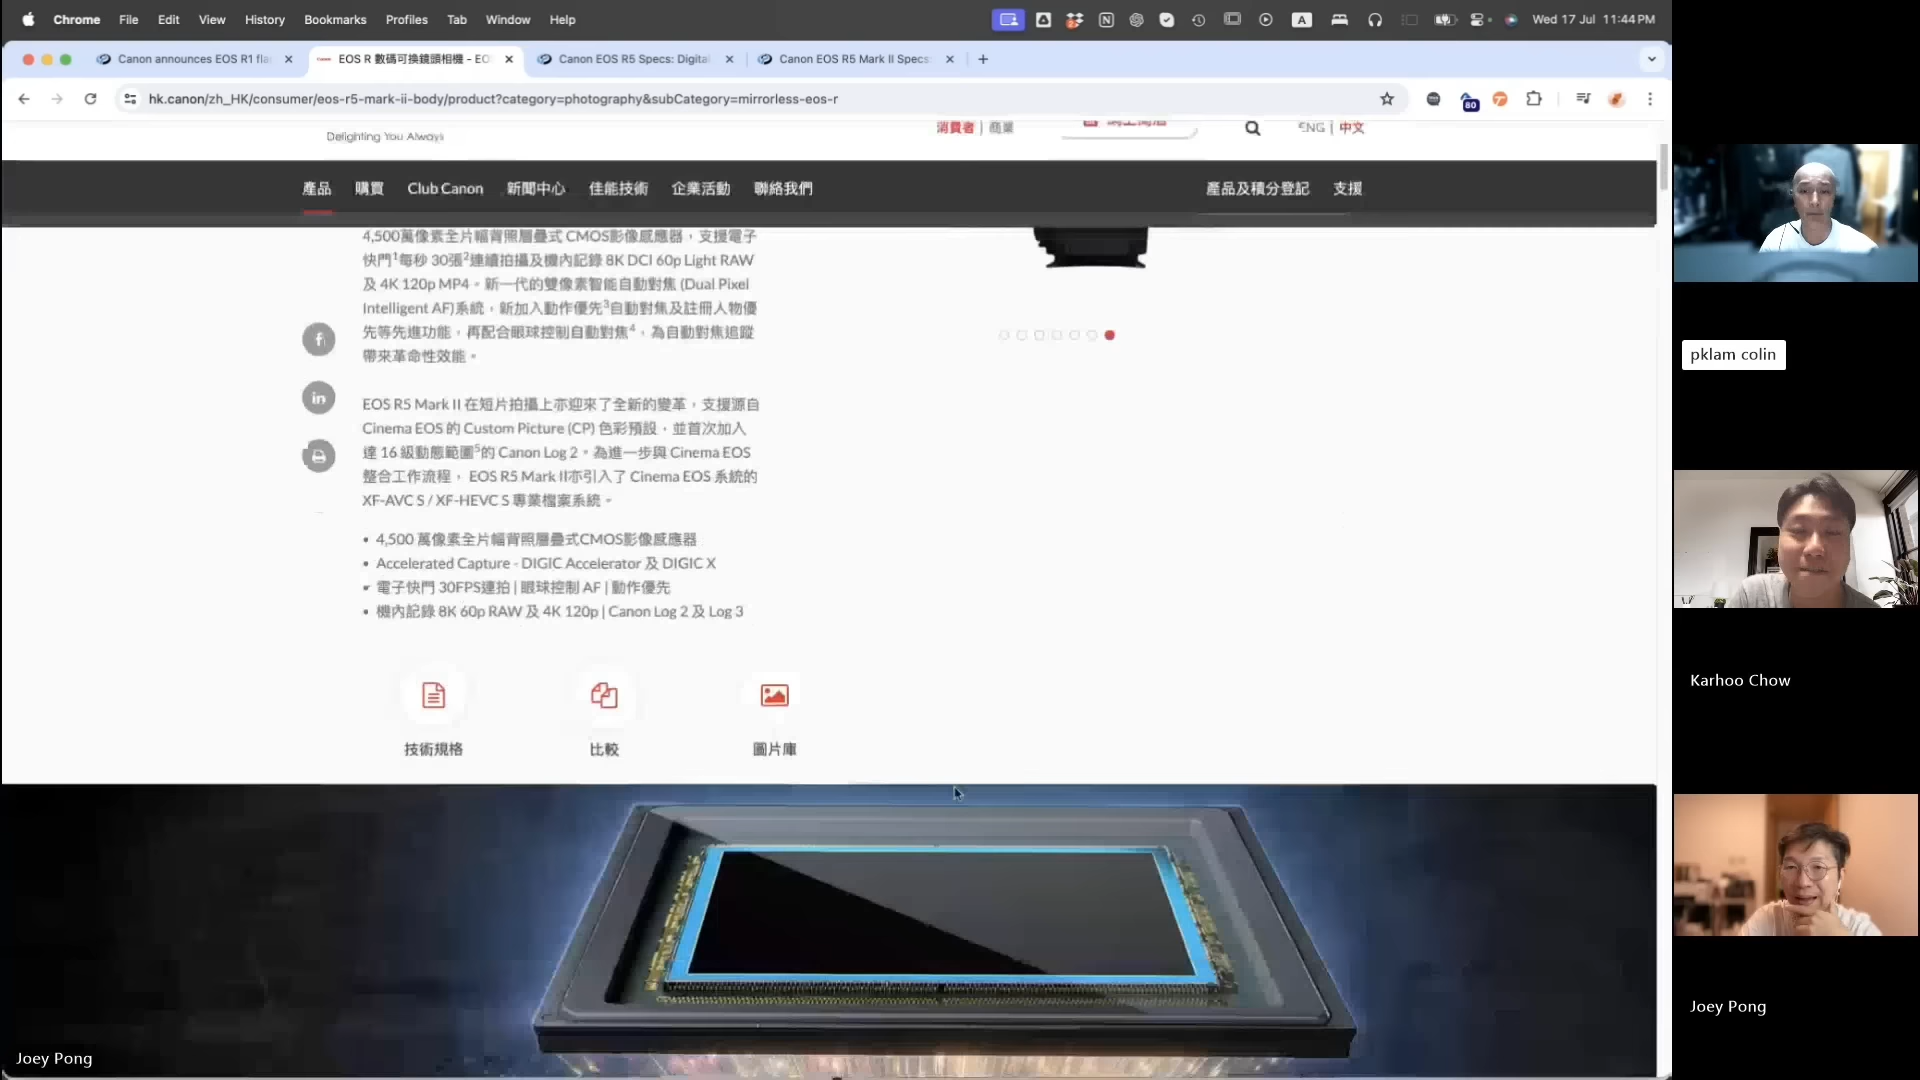 Chrome File Edit View History Bookmarks Profiles Tab Window Help
A
Wed 17 Jul 11:44 PM
Canon announces EOS R1 fla
EOS R 數碼可換鏡頭相機 - EO
Canon EOS R5 Specs: Digital
Canon EOS R5 Mark II Specs:
hk.canon/zh_HK/consumer/eos-r5-mark-ii-body/product?category=photography&subCategory=mirrorless-eos-r
80
Delighting You Always
消費者 | 商業
ENG | 中文
產品 購買 Club Canon 新聞中心 佳能技術 企業活動 聯絡我們
產品及積分登記 支援
4,500萬像素全片幅背照層疊式 CMOS影像感應器，支援電子
快門1每秒 30張2連續拍攝及機內記錄 8K DCI 60p Light RAW
及 4K 120p MP4。新一代的雙像素智能自動對焦 (Dual Pixel
Intelligent AF)系統，新加入動作優先3自動對焦及註冊人物優
先等先進功能，再配合眼球控制自動對焦4，為自動對焦追蹤
帶來革命性效能。
EOS R5 Mark II 在短片拍攝上亦迎來了全新的變革，支援源自
Cinema EOS 的 Custom Picture (CP) 色彩預設，並首次加入
達 16 級動態範圍5的 Canon Log 2。為進一步與 Cinema EOS
整合工作流程， EOS R5 Mark II亦引入了 Cinema EOS 系統的
XF-AVC S / XF-HEVC S 專業檔案系統。
• 4,500 萬像素全片幅背照層疊式CMOS影像感應器
• Accelerated Capture - DIGIC Accelerator 及 DIGIC X
• 電子快門 30FPS連拍 | 眼球控制 AF | 動作優先
• 機內記錄 8K 60p RAW 及 4K 120p | Canon Log 2 及 Log 3
技術規格 比較 圖片庫
Joey Pong
pklam colin
Karhoo Chow
Joey Pong